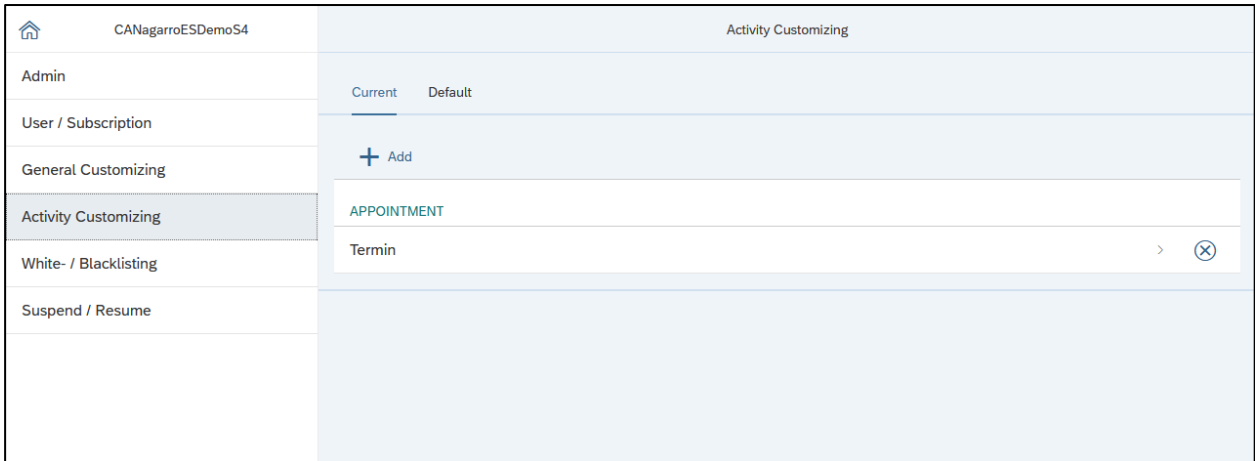 CANagarroESDemoS4
Activity Customizing
Admin
User / Subscription
General Customizing
Activity Customizing
White- / Blacklisting
Suspend / Resume
Current Default
Add
APPOINTMENT
Termin